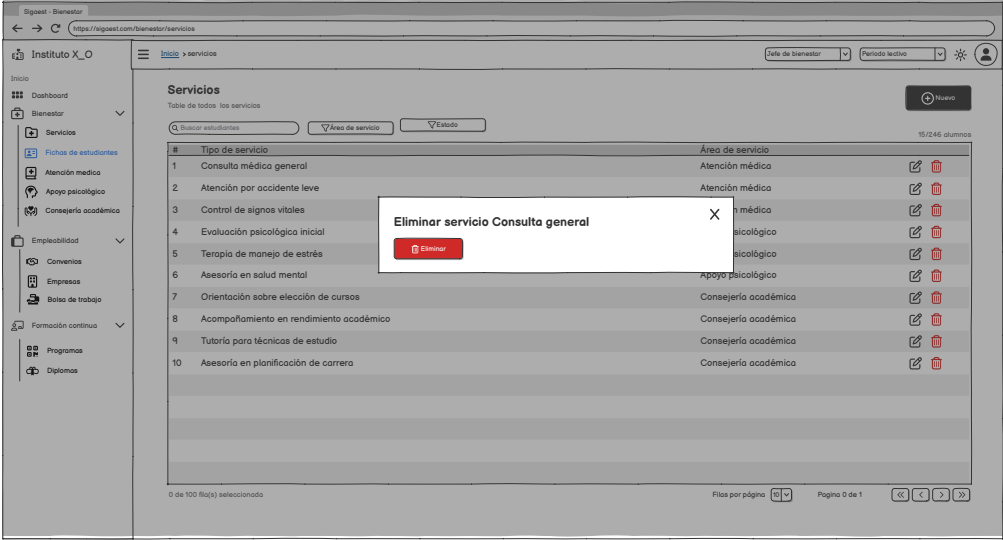 Sigoest - Bienestar
https://sigoest.com/bienestar/servicios
Instituto X_O
Inicio > servicios
Jefe de bienestar
Periodo lectivo
Inicio
Dashboard
Bienestar
Servicios
Fichas de estudiantes
Atención medica
Apoyo psicológico
Consejería académica
Empleabilidad
Convenios
Empresas
Bolsa de trabajo
Formación continua
Programas
Diplomas
Servicios
Tabla de todos los servicios
Nuevo
Buscar estudiantes
Área de servicio
Estado
15/246 alumnos
# Tipo de servicio Área de servicio
1 Consulta médica general Atención médica
2 Atención por accidente leve Atención médica
3 Control de signos vitales n médica
4 Evaluación psicológica inicial sicológico
5 Terapia de manejo de estrés sicológico
6 Asesoría en salud mental Apoyo psicológico
7 Orientación sobre elección de cursos Consejería académica
8 Acompañamiento en rendimiento académico Consejería académica
9 Tutoría para técnicas de estudio Consejería académica
10 Asesoría en planificación de carrera Consejería académica
Eliminar servicio Consulta general
X
Eliminar
0 de 100 fila(s) seleccionado
Filas por página 10
Pagina 0 de 1